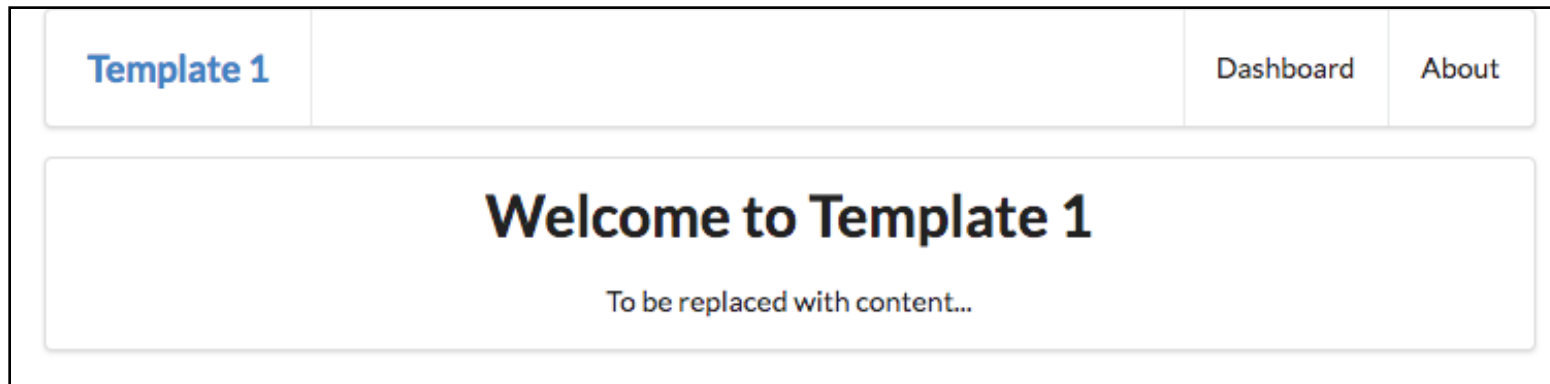 Template 1
Dashboard
About
Welcome to Template 1
To be replaced with content...